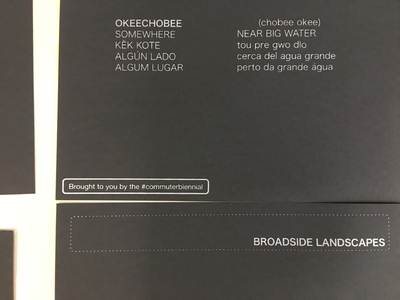 OKEECHOBEE
SOMEWHERE
KÈK KOTE
ALGÚN LADO
ALGUM LUGAR
(chobee okee)
NEAR BIG WATER
tou pre gwo dlo
cerca del agua grande
perto da grande água
Brought to you by the #commuterbiennial
BROADSIDE LANDSCAPES